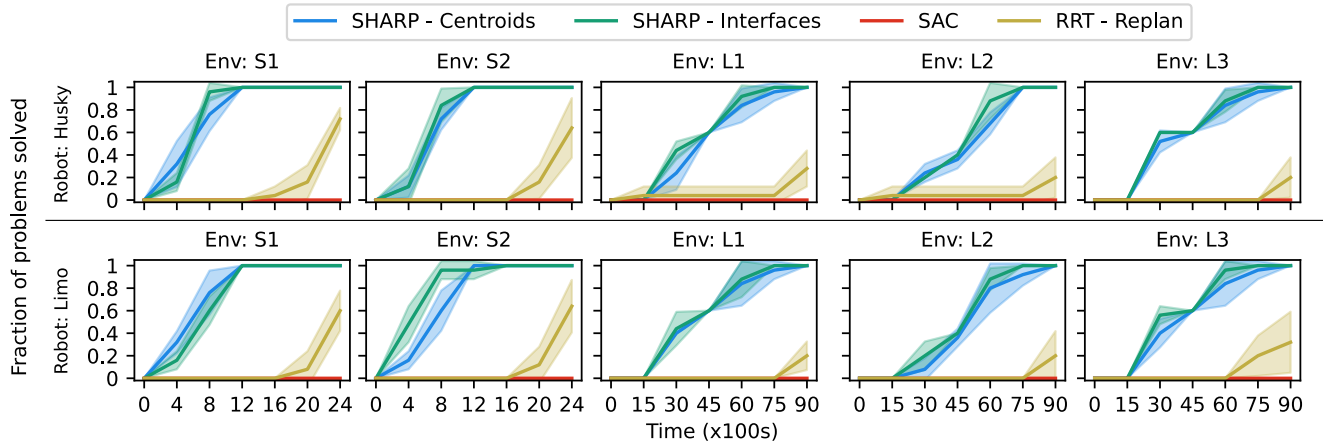 SHARP - Centroids SHARP - Interfaces SAC RRT - Replan
Env: S1 Env: S2 Env: L1 Env: L2 Env: L3
Fraction of problems solved
Robot: Husky
1
0.8
0.6
0.4
0.2
0
Env: S1 Env: S2 Env: L1 Env: L2 Env: L3
Robot: Limo
1
0.8
0.6
0.4
0.2
0
0 4 8 12 16 20 24 0 4 8 12 16 20 24 0 15 30 45 60 75 90 0 15 30 45 60 75 90 0 15 30 45 60 75 90
Time (x100s)